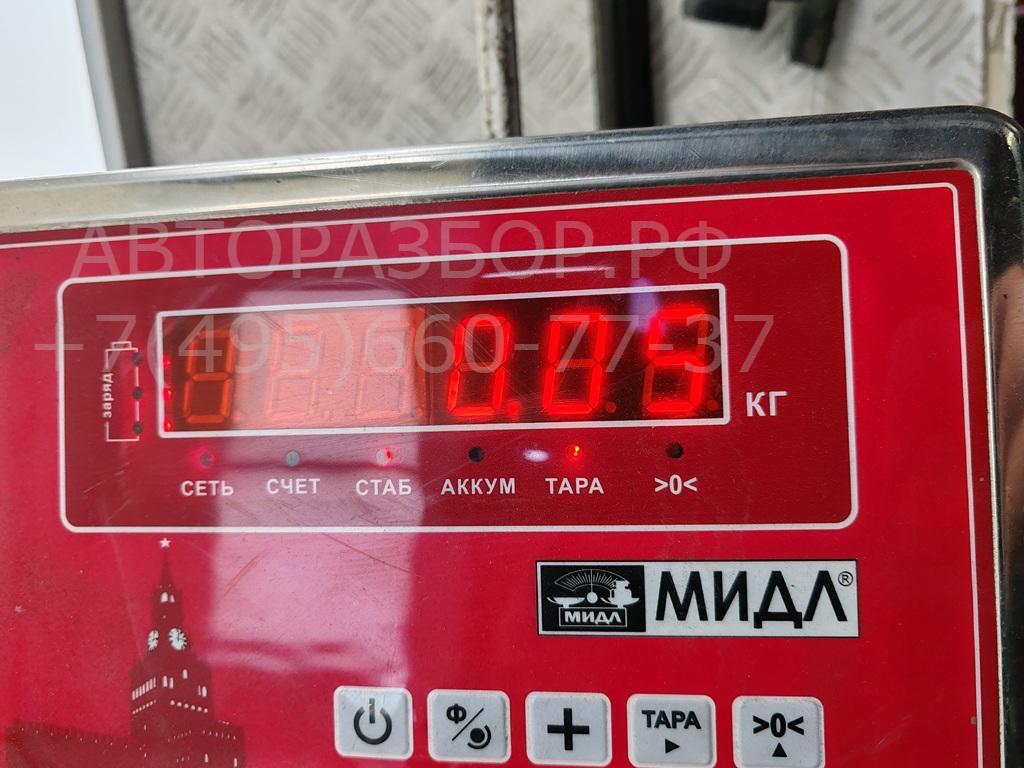 АВТОРАЗБОР.РФ
+7(495)660-77-37
0.05
КГ
заряд
СЕТЬ СЧЕТ СТАБ АККУМ ТАРА >0<
МИДЛ МИДЛ®
Ф ТАРА >0<